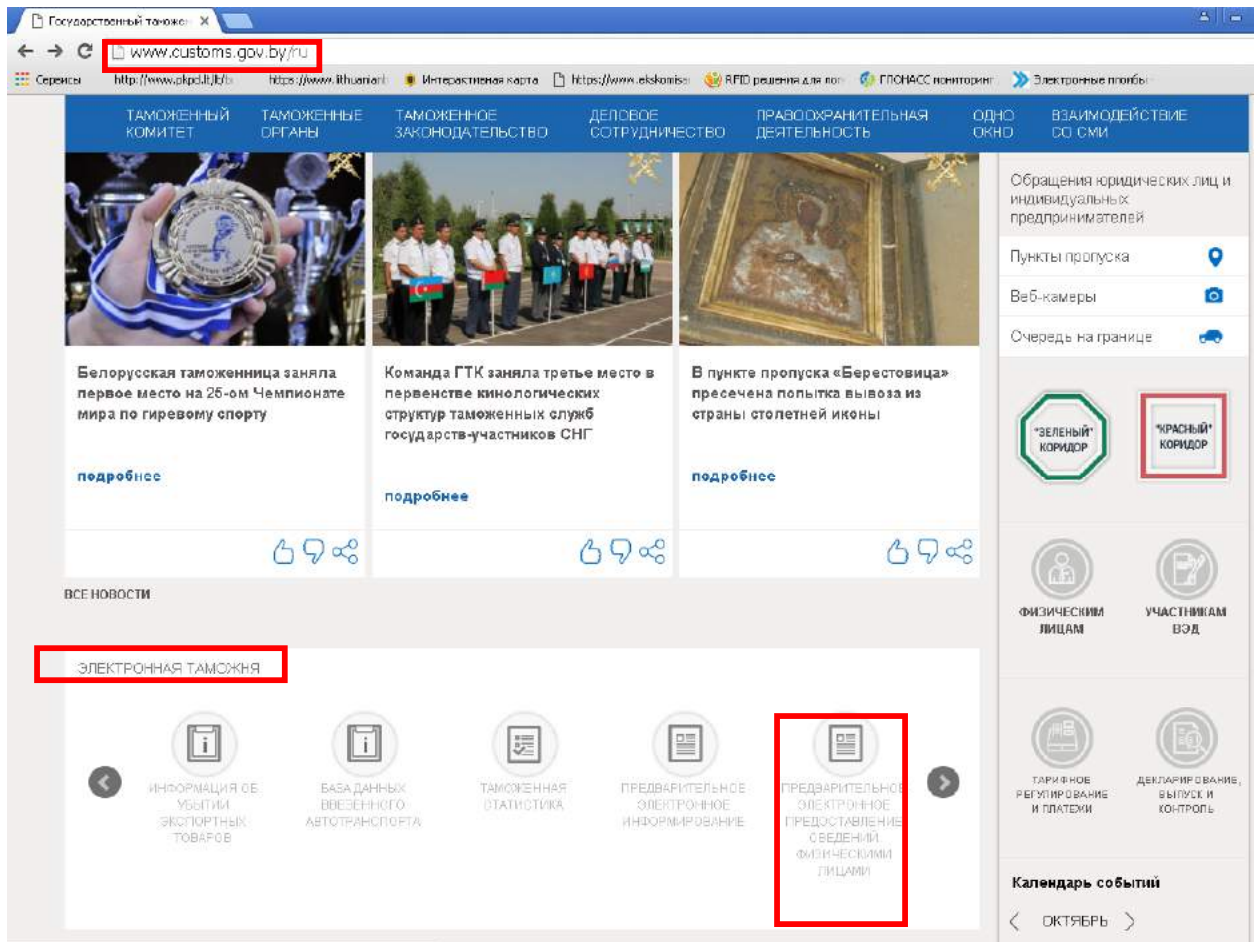 Государственный таможен
www.customs.gov.by/ru
Сервисы
http://www.pkpd.lt/lt/b
https://www.lithuaniant
Интерактивная карта
https://www.ekskomiser
RFID решения для лог
ГЛОНАСС мониторинг
Электронные пломбы
ТАМОЖЕННЫЙ
КОМИТЕТ
ТАМОЖЕННЫЕ
ОРГАНЫ
ТАМОЖЕННОЕ
ЗАКОНОДАТЕЛЬСТВО
ДЕЛОВОЕ
СОТРУДНИЧЕСТВО
ПРАВООХРАНИТЕЛЬНАЯ
ДЕЯТЕЛЬНОСТЬ
ОДНО
ОКНО
ВЗАИМОДЕЙСТВИЕ
СО СМИ
Белорусская таможенница заняла
первое место на 25-ом Чемпионате
мира по гиревому спорту
подробнее
Команда ГТК заняла третье место в
первенстве кинологических
структур таможенных служб
государств-участников СНГ
подробнее
В пункте пропуска «Берестовица»
пресечена попытка вывоза из
страны столетней иконы
подробнее
ВСЕ НОВОСТИ
ЭЛЕКТРОННАЯ ТАМОЖНЯ
ИНФОРМАЦИЯ ОБ
УБЫТИИ
ЭКСПОРТНЫХ
ТОВАРОВ
БАЗА ДАННЫХ
ВВЕЗЕННОГО
АВТОТРАНСПОРТА
ТАМОЖЕННАЯ
СТАТИСТИКА
ПРЕДВАРИТЕЛЬНОЕ
ЭЛЕКТРОННОЕ
ИНФОРМИРОВАНИЕ
ПРЕДВАРИТЕЛЬНОЕ
ЭЛЕКТРОННОЕ
ПРЕДОСТАВЛЕНИЕ
СВЕДЕНИЙ
ФИЗИЧЕСКИМИ
ЛИЦАМИ
Обращения юридических лиц и
индивидуальных
предпринимателей
Пункты пропуска
Веб-камеры
Очередь на границе
"ЗЕЛЕНЫЙ"
КОРИДОР
"КРАСНЫЙ"
КОРИДОР
ФИЗИЧЕСКИМ
ЛИЦАМ
УЧАСТНИКАМ
ВЭД
ТАРИФНОЕ
РЕГУЛИРОВАНИЕ
И ПЛАТЕЖИ
ДЕКЛАРИРОВАНИЕ,
ВЫПУСК И
КОНТРОЛЬ
Календарь событий
ОКТЯБРЬ